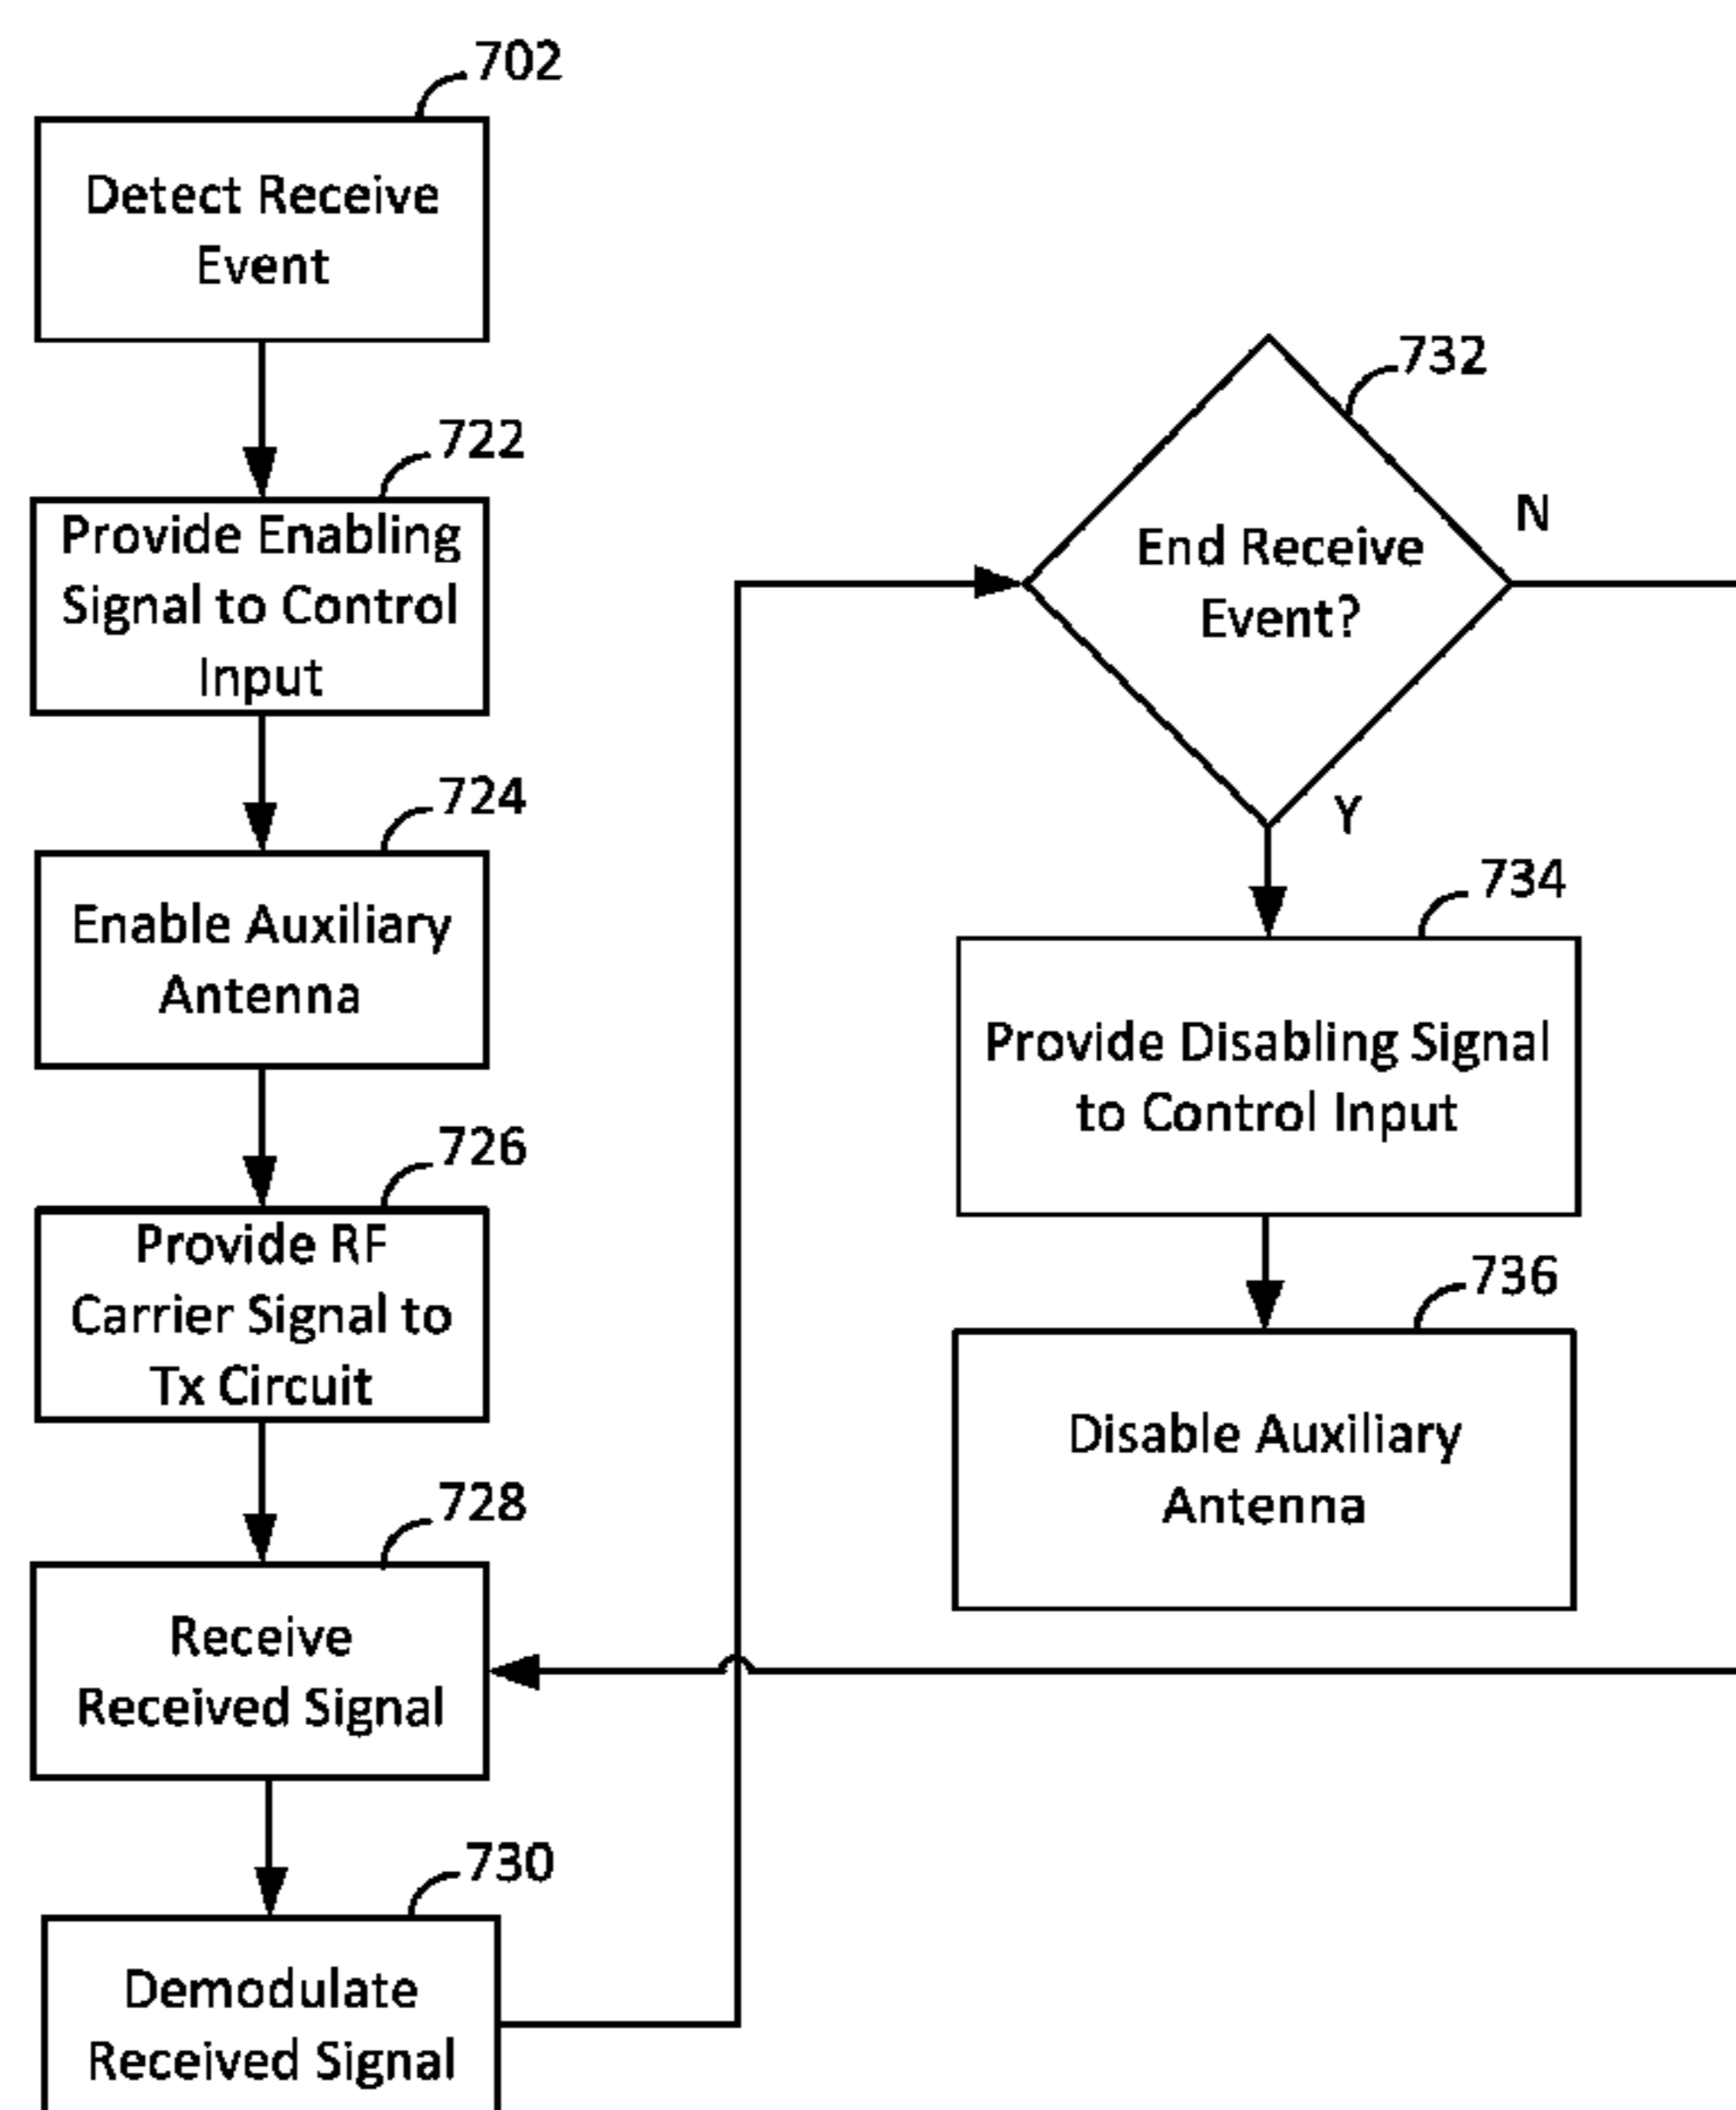 702
Detect Receive
Event
722
Provide Enabling
Signal to Control
Input
724
Enable Auxiliary
Antenna
726
Provide RF
Carrier Signal to
Tx Circuit
728
Receive
Received Signal
730
Demodulate
Received Signal
732
End Receive
Event?
N
Y
734
Provide Disabling Signal
to Control Input
736
Disable Auxiliary
Antenna